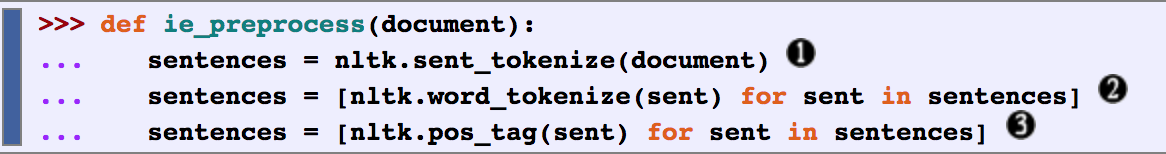 >>> def ie_preprocess(document):
...    sentences = nltk.sent_tokenize(document) ❶
...    sentences = [nltk.word_tokenize(sent) for sent in sentences] ❷
...    sentences = [nltk.pos_tag(sent) for sent in sentences] ❸